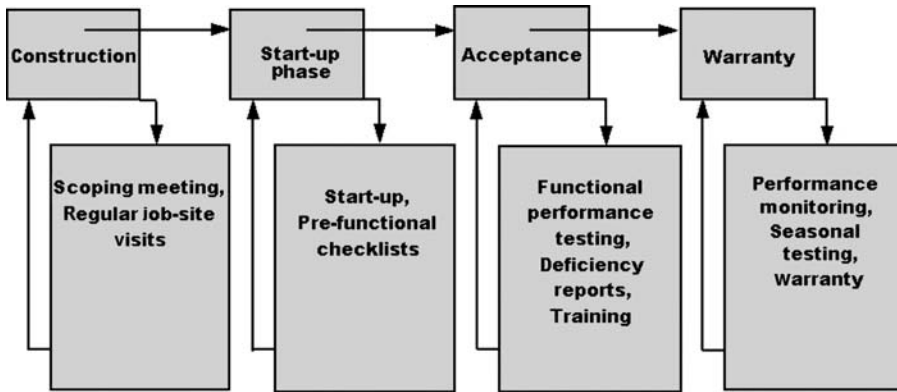 Construction
Start-up
phase
Acceptance
Warranty
Scoping meeting,
Regular job-site
visits
Start-up,
Pre-functional
checklists
Functional
performance
testing,
Deficiency
reports,
Training
Performance
monitoring,
Seasonal
testing,
Warranty